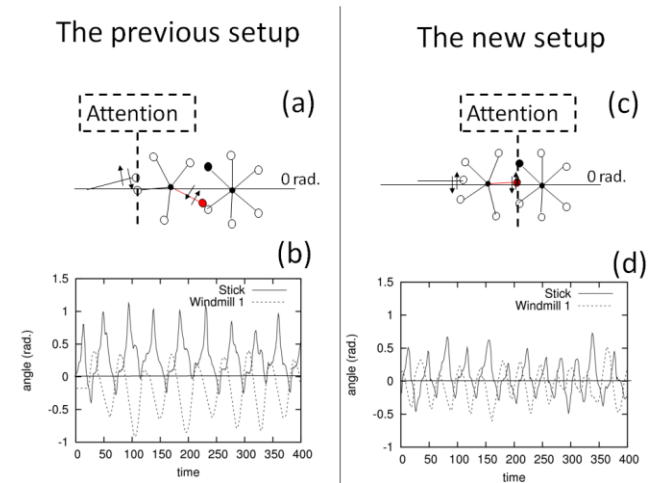 The previous setup
The new setup
(a)
Attention
0 rad.
(b)
1.5
1
0.5
0
-0.5
-1
angle (rad.)
Stick
Windmill 1
0 50 100 150 200 250 300 350 400
time
(c)
Attention
0 rad.
(d)
1.5
1
0.5
0
-0.5
-1
angle (rad.)
Stick
Windmill 1
0 50 100 150 200 250 300 350 400
time